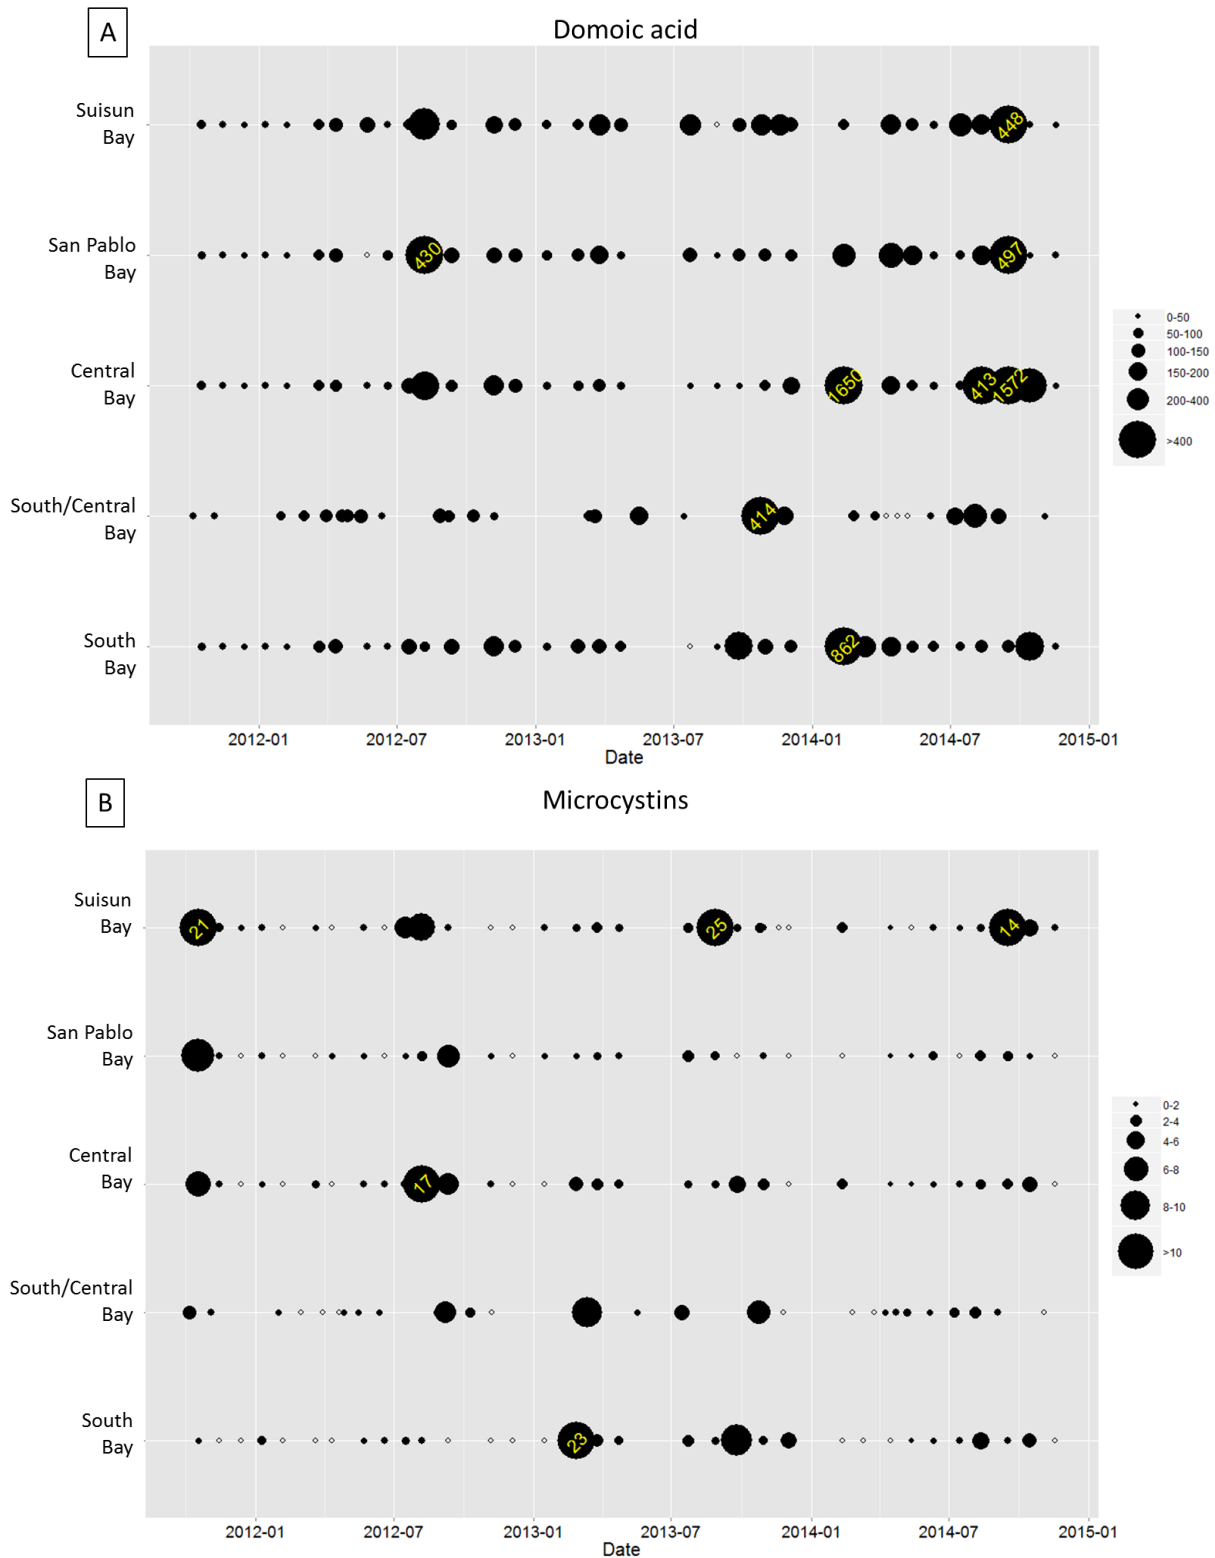 A
Domoic acid
Suisun
Bay
448
San Pablo
Bay
430
497
Central
Bay
1650
413
1572
South/Central
Bay
414
South
Bay
862
0-50
50-100
100-150
150-200
200-400
>400
2012-01
2012-07
2013-01
2013-07
2014-01
2014-07
2015-01
Date
B
Microcystins
Suisun
Bay
21
25
14
San Pablo
Bay
Central
Bay
17
South/Central
Bay
South
Bay
23
0-2
2-4
4-6
6-8
8-10
>10
2012-01
2012-07
2013-01
2013-07
2014-01
2014-07
2015-01
Date